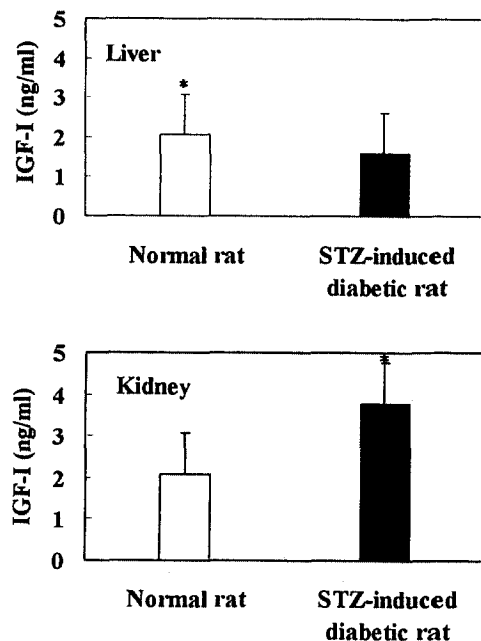 5
Liver
4
*
3
2
1
0
IGF-I (ng/ml)
Normal rat
STZ-induced
diabetic rat
5
Kidney
*
4
3
2
1
0
IGF-I (ng/ml)
Normal rat
STZ-induced
diabetic rat